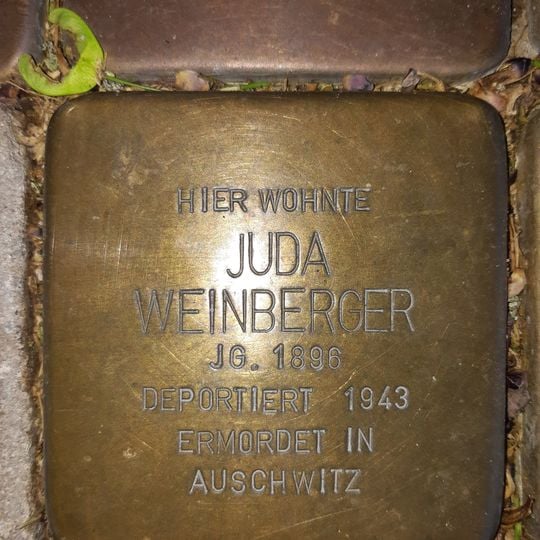 HIER WOHNTE
JUDA
WEINBERGER
JG. 1896
DEPORTIERT 1943
ERMORDET IN
AUSCHWITZ